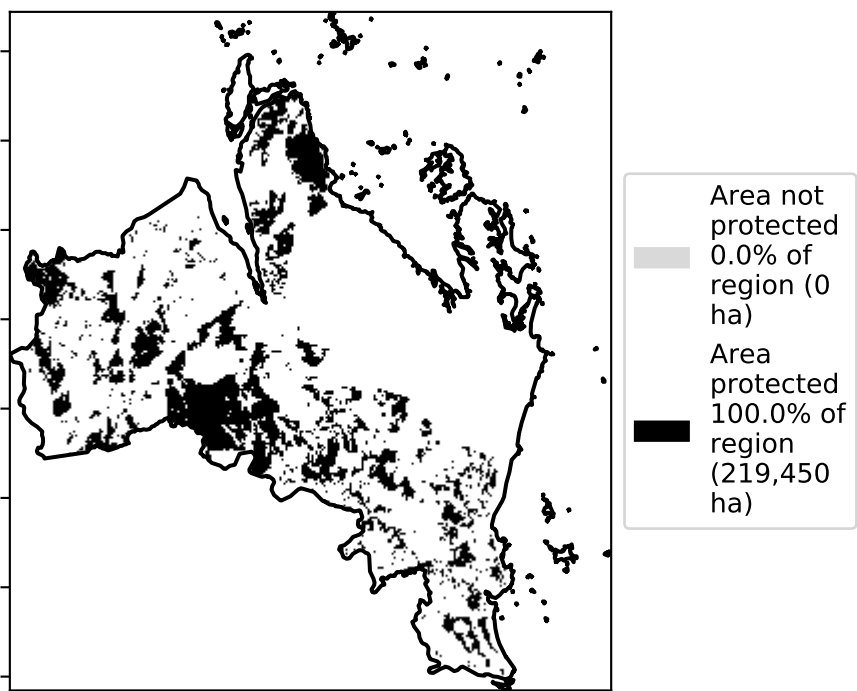 Area not
protected
0.0% of
region (0
ha)
Area
protected
100.0% of
region
(219,450
ha)